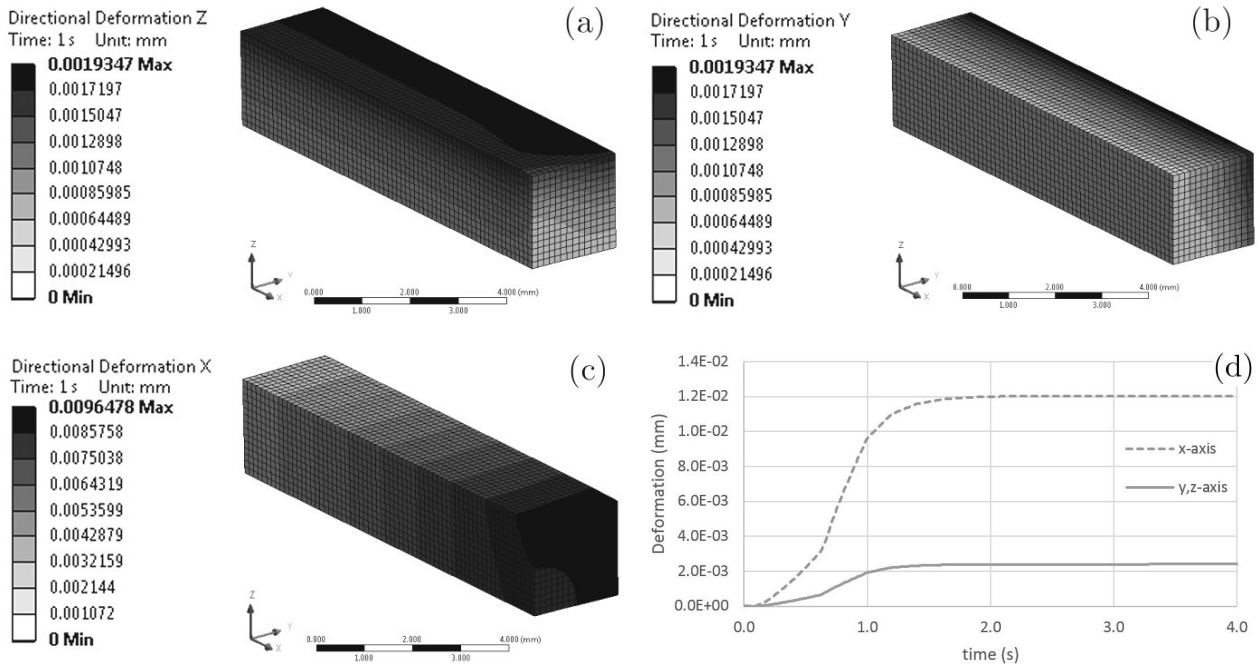 Directional Deformation Z
Time: 1 s Unit: mm
0.0019347 Max
0.0017197
0.0015047
0.0012898
0.0010748
0.00085985
0.00064489
0.00042993
0.00021496
0 Min
(a)
Z
Y
X
0.000
2.000
4.000 (mm)
1.000
3.000
Directional Deformation Y
Time: 1 s Unit: mm
0.0019347 Max
0.0017197
0.0015047
0.0012898
0.0010748
0.00085985
0.00064489
0.00042993
0.00021496
0 Min
(b)
Z
Y
X
0.000
2.000
4.000 (mm)
1.000
3.000
Directional Deformation X
Time: 1 s Unit: mm
0.0096478 Max
0.0085758
0.0075038
0.0064319
0.0053599
0.0042879
0.0032159
0.002144
0.001072
0 Min
(c)
Z
Y
X
0.000
2.000
4.000 (mm)
1.000
3.000
(d)
Deformation (mm)
1.4E-02
1.2E-02
1.0E-02
8.0E-03
6.0E-03
4.0E-03
2.0E-03
0.0E+00
x-axis
y,z-axis
0.0 1.0 2.0 3.0 4.0
time (s)